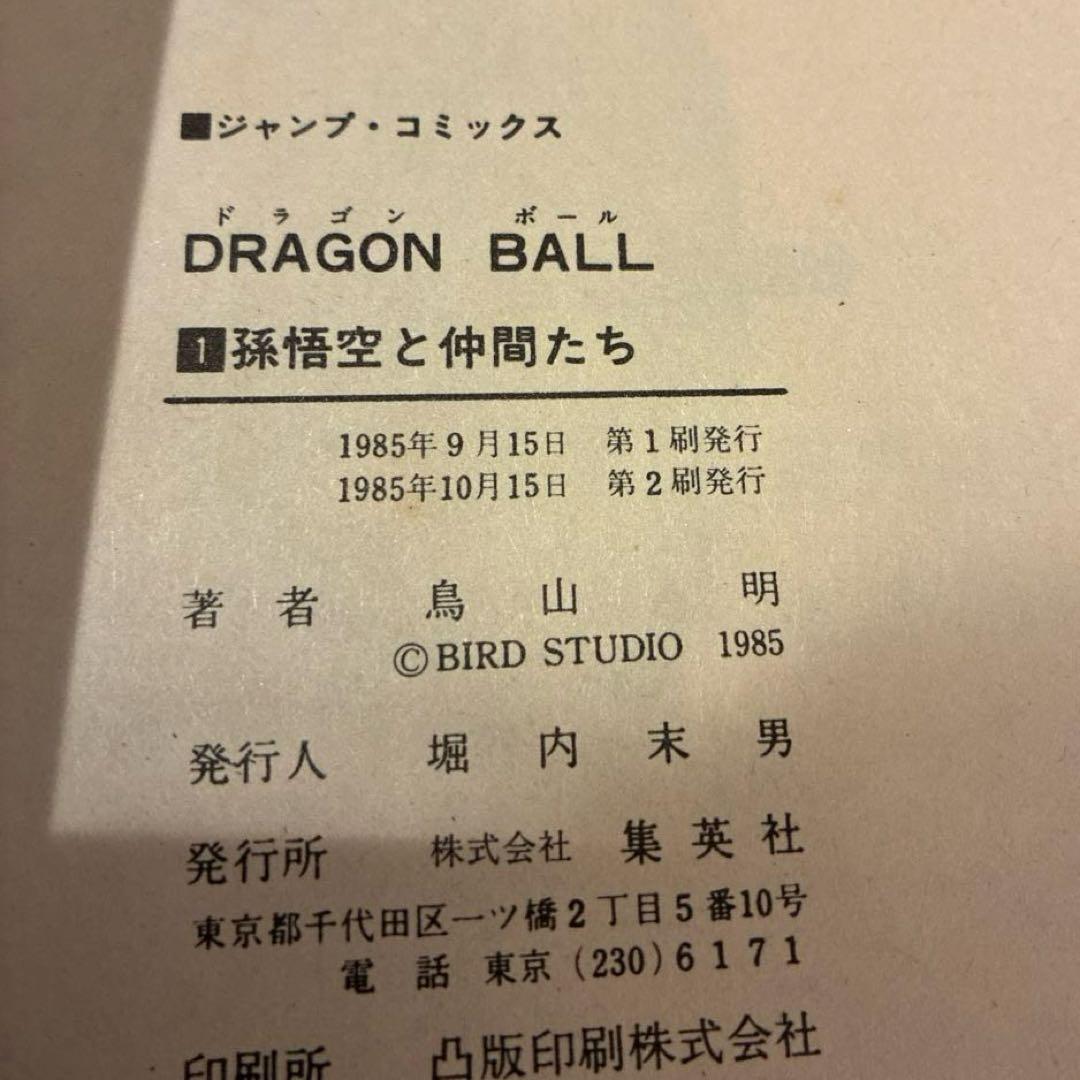 ■ジャンプ・コミックス
ドラゴン ボール
DRAGON BALL
1孫悟空と仲間たち
1985年9月15日 第1刷発行
1985年10月15日 第2刷発行
著者 鳥山明
©BIRD STUDIO 1985
発行人 堀内末男
発行所 株式会社 集英社
東京都千代田区一ツ橋2丁目5番10号
電話 東京(230)6171
印刷所 凸版印刷株式会社